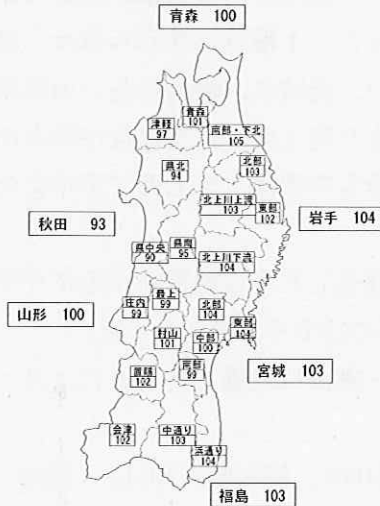 青森 100
青森
101
津軽
97
南部・下北
105
県北
94
北部
103
北上川上流
103
東部
102
秋田 93
岩手 104
県中央
90
県南
95
北上川下流
104
庄内
99
最上
99
北部
104
山形 100
村山
101
中部
100
東部
104
宮城 103
置賜
102
南部
99
会津
102
中通り
103
浜通り
104
福島 103